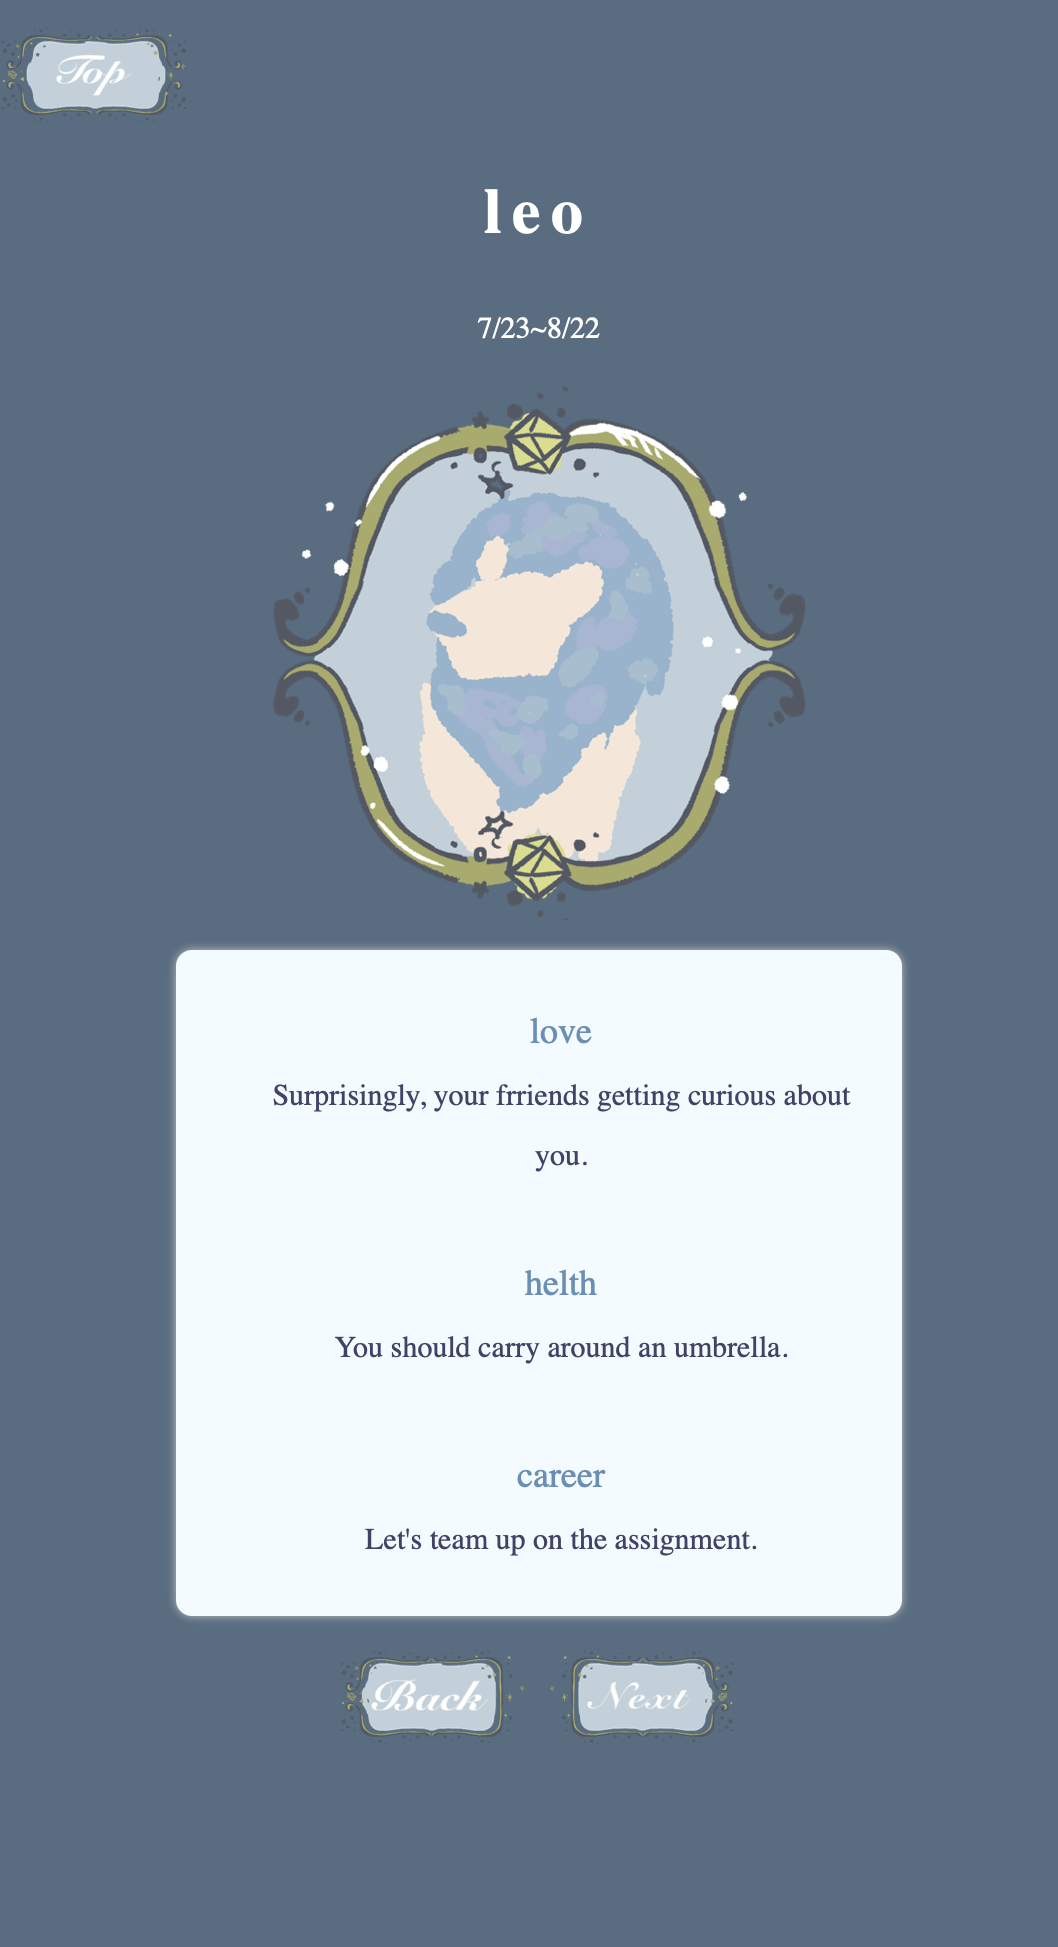 Top
leo
7/23~8/22
love
Surprisingly, your frriends getting curious about
you.
helth
You should carry around an umbrella.
career
Let's team up on the assignment.
Back
Next